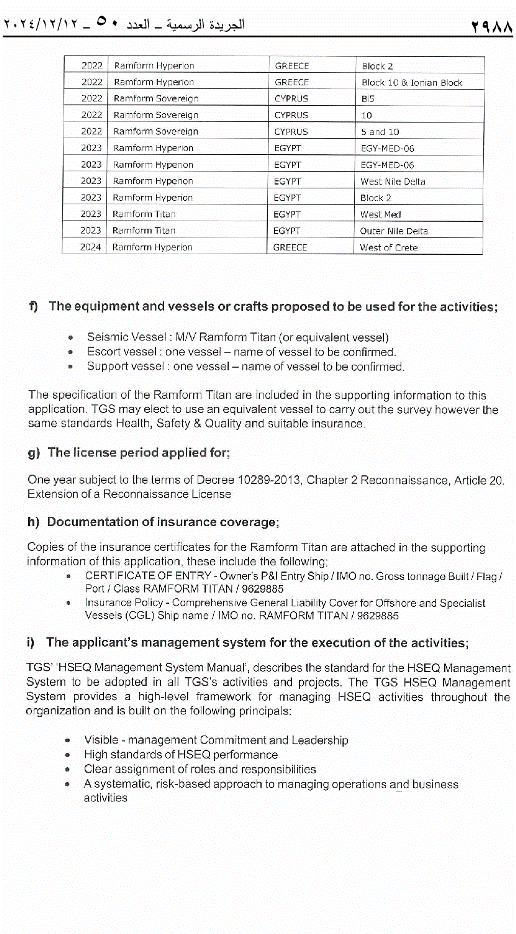 ٢٩٨٨ الجريدة الرسمية ــ العدد ٥٠ ــ ٢٠٢٤/١٢/١٢
2022 Ramform Hyperion GREECE Block 2
2022 Ramform Hyperion GREECE Block 10 & Ionian Block
2022 Ramform Sovereign CYPRUS Bl5
2022 Ramform Sovereign CYPRUS 10
2022 Ramform Sovereign CYPRUS 5 and 10
2023 Ramform Hyperion EGYPT EGY-MED-06
2023 Ramform Hyperion EGYPT EGY-MED-06
2023 Ramform Hyperion EGYPT West Nile Delta
2023 Ramform Hyperion EGYPT Block 2
2023 Ramform Titan EGYPT West Med
2023 Ramform Titan EGYPT Outer Nile Delta
2024 Ramform Hyperion GREECE West of Crete
f) The equipment and vessels or crafts proposed to be used for the activities;
• Seismic Vessel : M/V Ramform Titan (or equivalent vessel)
• Escort vessel : one vessel – name of vessel to be confirmed.
• Support vessel : one vessel – name of vessel to be confirmed.
The specification of the Ramform Titan are included in the supporting information to this
application. TGS may elect to use an equivalent vessel to carry out the survey however the
same standards Health, Safety & Quality and suitable insurance.
g) The license period applied for;
One year subject to the terms of Decree 10289-2013, Chapter 2 Reconnaissance, Article 20.
Extension of a Reconnaissance License
h) Documentation of insurance coverage;
Copies of the insurance certificates for the Ramform Titan are attached in the supporting
information of this application, these include the following;
• CERTIFICATE OF ENTRY - Owner's P&I Entry Ship / IMO no. Gross tonnage Built / Flag /
Port / Class RAMFORM TITAN / 9629885
• Insurance Policy - Comprehensive General Liability Cover for Offshore and Specialist
Vessels (CGL) Ship name / IMO no. RAMFORM TITAN / 9629885
i) The applicant's management system for the execution of the activities;
TGS' 'HSEQ Management System Manual', describes the standard for the HSEQ Management
System to be adopted in all TGS's activities and projects. The TGS HSEQ Management
System provides a high-level framework for managing HSEQ activities throughout the
organization and is built on the following principals:
• Visible - management Commitment and Leadership
• High standards of HSEQ performance
• Clear assignment of roles and responsibilities
• A systematic, risk-based approach to managing operations and business
activities